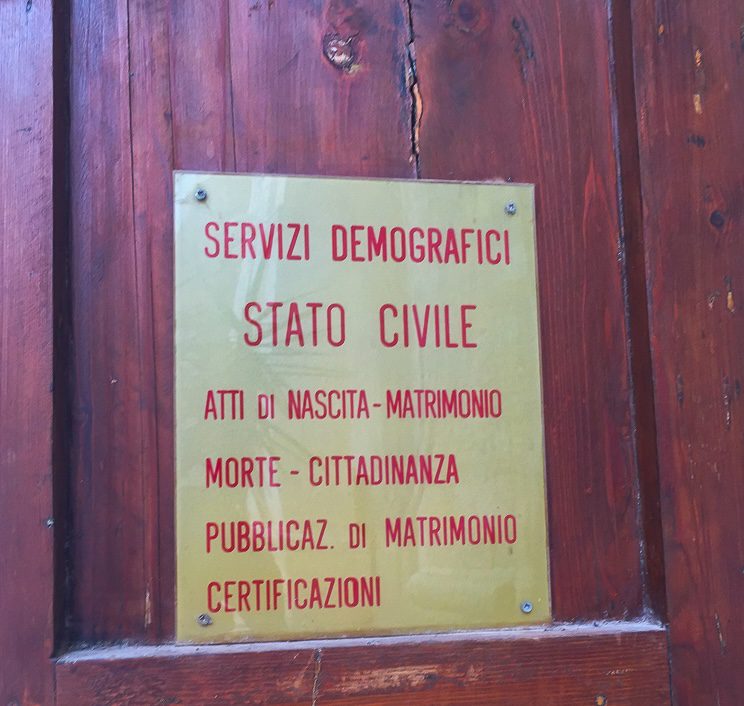 SERVIZI DEMOGRAFICI
STATO CIVILE
ATTI DI NASCITA - MATRIMONIO
MORTE - CITTADINANZA
PUBBLICAZ. DI MATRIMONIO
CERTIFICAZIONI